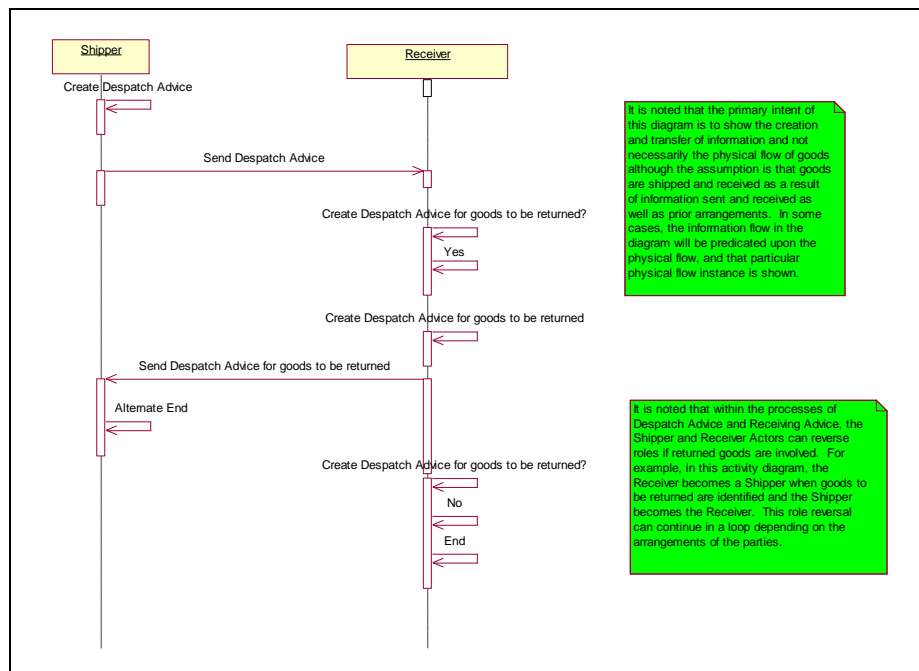 Shipper
Receiver
Create Despatch Advice
Send Despatch Advice
Create Despatch Advice for goods to be returned?
Yes
Create Despatch Advice for goods to be returned
Send Despatch Advice for goods to be returned
Alternate End
Create Despatch Advice for goods to be returned?
No
End
It is noted that the primary intent of
this diagram is to show the creation
and transfer of information and not
necessarily the physical flow of goods
although the assumption is that goods
are shipped and received as a result
of information sent and received as
well as prior arrangements. In some
cases, the information flow in the
diagram will be predicated upon the
physical flow, and that particular
physical flow instance is shown.
It is noted that within the processes of
Despatch Advice and Receiving Advice, the
Shipper and Receiver Actors can reverse
roles if returned goods are involved. For
example, in this activity diagram, the
Receiver becomes a Shipper when goods to
be returned are identified and the Shipper
becomes the Receiver. This role reversal
can continue in a loop depending on the
arrangements of the parties.